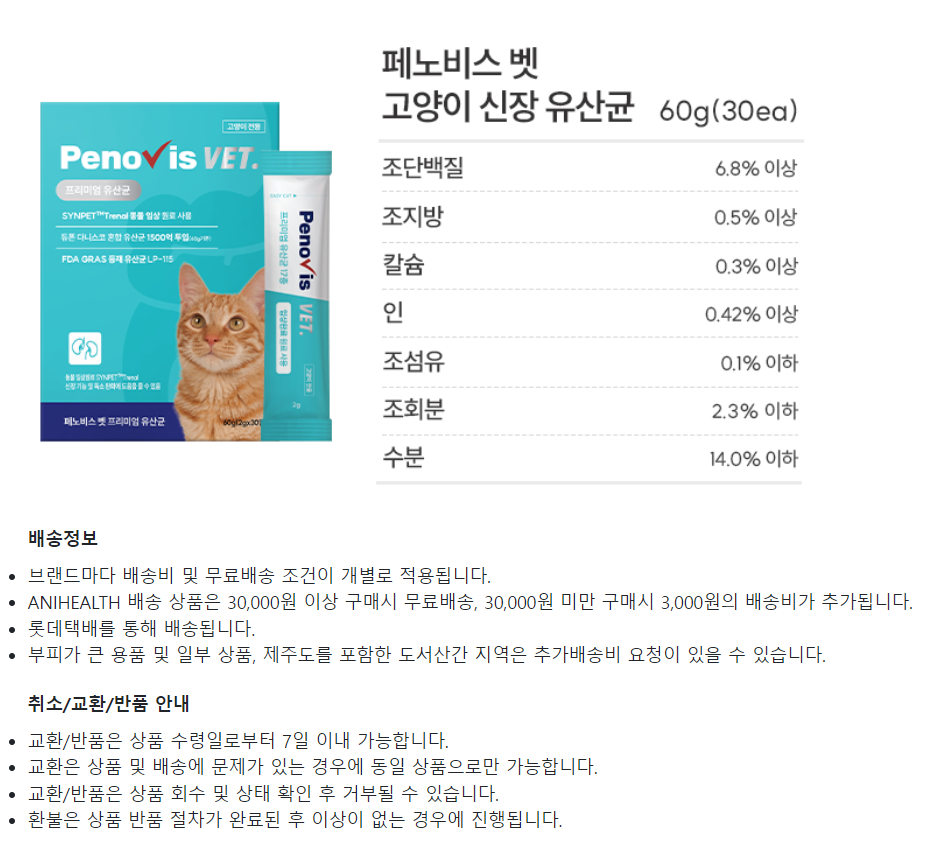 페노비스 벳
고양이 신장 유산균 60g(30ea)
조단백질 6.8% 이상
조지방 0.5% 이상
칼슘 0.3% 이상
인 0.42% 이상
조섬유 0.1% 이하
조회분 2.3% 이하
수분 14.0% 이하
고양이 전용
Penovis VET.
프리미엄 유산균
SYNPET™Trenal 동물 임상 원료 사용
듀폰 다니스코 혼합 유산균 1500억 투입
FDA GRAS 등재 유산균 LP-115
동물 임상원료 SYNPET™Trenal
신장 기능 및 독소 완화에 도움을 줄 수 있음
페노비스 벳 프리미엄 유산균
60g(2gx30
Penovis VET.
프리미엄 유산균 17종
고양이 전용
2g
배송정보
브랜드마다 배송비 및 무료배송 조건이 개별로 적용됩니다.
ANIHEALTH 배송 상품은 30,000원 이상 구매시 무료배송, 30,000원 미만 구매시 3,000원의 배송비가 추가됩니다.
롯데택배를 통해 배송됩니다.
부피가 큰 용품 및 일부 상품, 제주도를 포함한 도서산간 지역은 추가배송비 요청이 있을 수 있습니다.
취소/교환/반품 안내
교환/반품은 상품 수령일로부터 7일 이내 가능합니다.
교환은 상품 및 배송에 문제가 있는 경우에 동일 상품으로만 가능합니다.
교환/반품은 상품 회수 및 상태 확인 후 거부될 수 있습니다.
환불은 상품 반품 절차가 완료된 후 이상이 없는 경우에 진행됩니다.